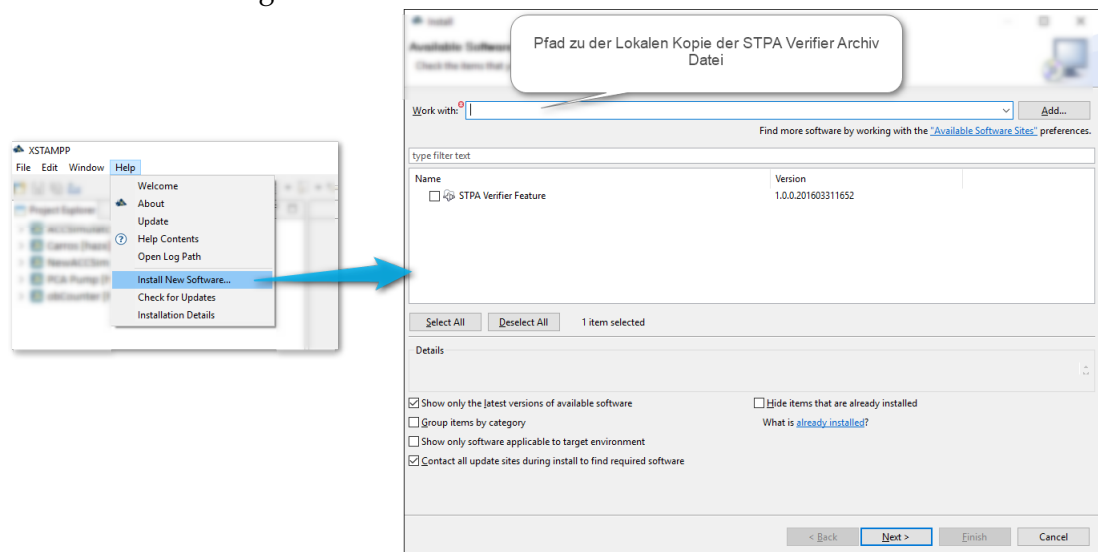 Install
Pfad zu der Lokalen Kopie der STPA Verifier Archiv
Datei
Available Software
Work with:
Add...
Find more software by working with the "Available Software Sites" preferences.
type filter text
Name Version
STPA Verifier Feature 1.0.0.201603311652
Select All Deselect All 1 item selected
Details
Show only the latest versions of available software Hide items that are already installed
Group items by category What is already installed?
Show only software applicable to target environment
Contact all update sites during install to find required software
< Back Next > Finish Cancel
XSTAMPP
File Edit Window Help
Welcome
About
Update
Help Contents
Open Log Path
Install New Software...
Check for Updates
Installation Details
Project Explorer